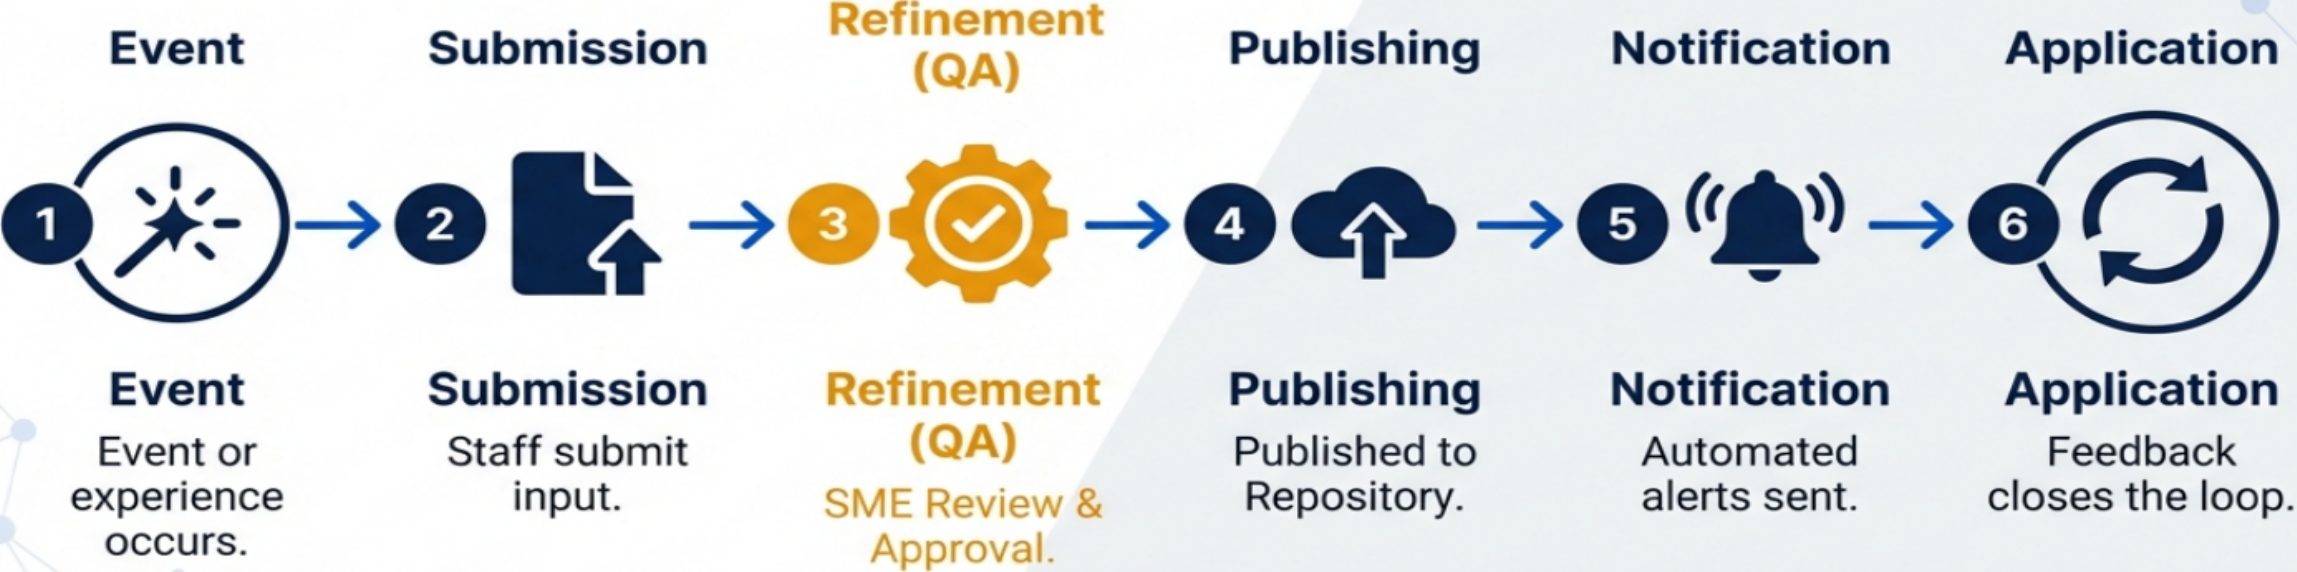 Event
Submission
Refinement
(QA)
Publishing
Notification
Application
1
2
3
4
5
6
Event
Event or
experience
occurs.
Submission
Staff submit
input.
Refinement
(QA)
SME Review &
Approval.
Publishing
Published to
Repository.
Notification
Automated
alerts sent.
Application
Feedback
closes the loop.